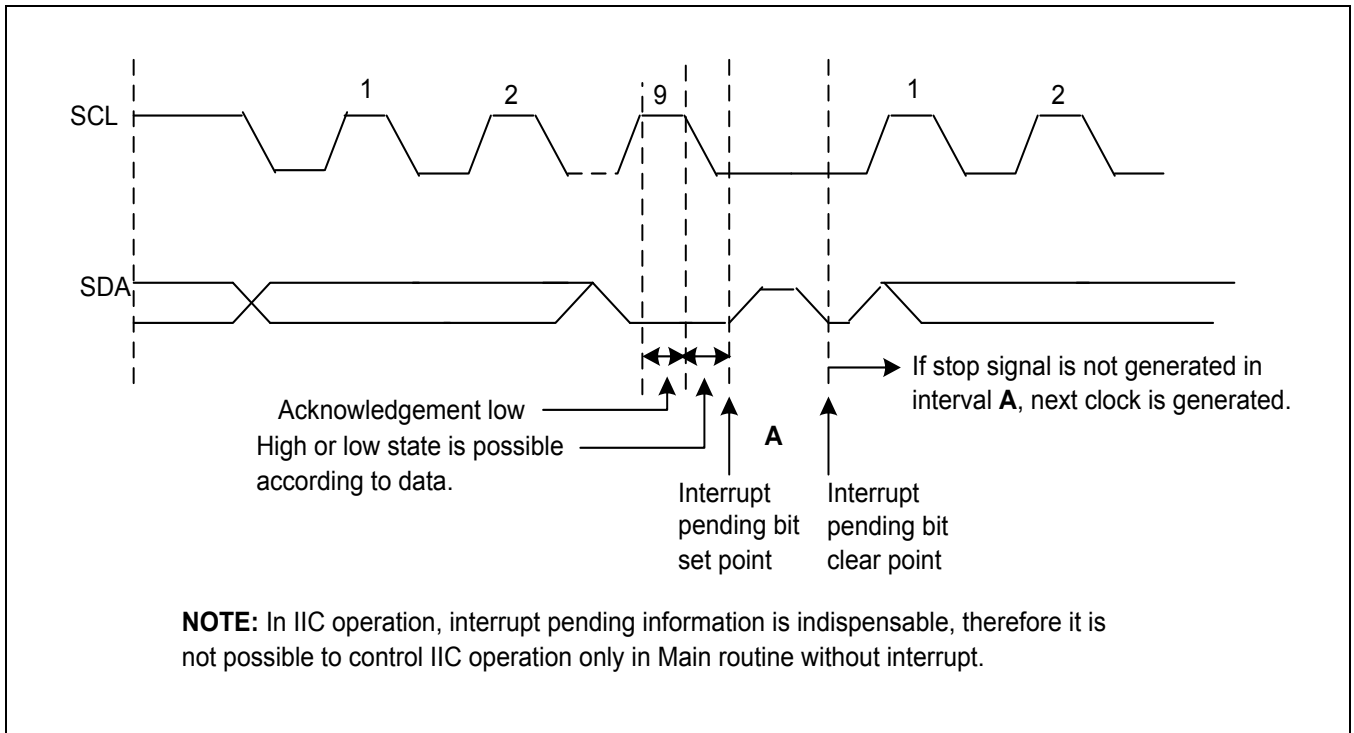 1
2
9
1
2
SCL
SDA
If stop signal is not generated in
interval A, next clock is generated.
Acknowledgement low
High or low state is possible
according to data.
A
Interrupt
pending bit
set point
Interrupt
pending bit
clear point
NOTE: In IIC operation, interrupt pending information is indispensable, therefore it is
not possible to control IIC operation only in Main routine without interrupt.